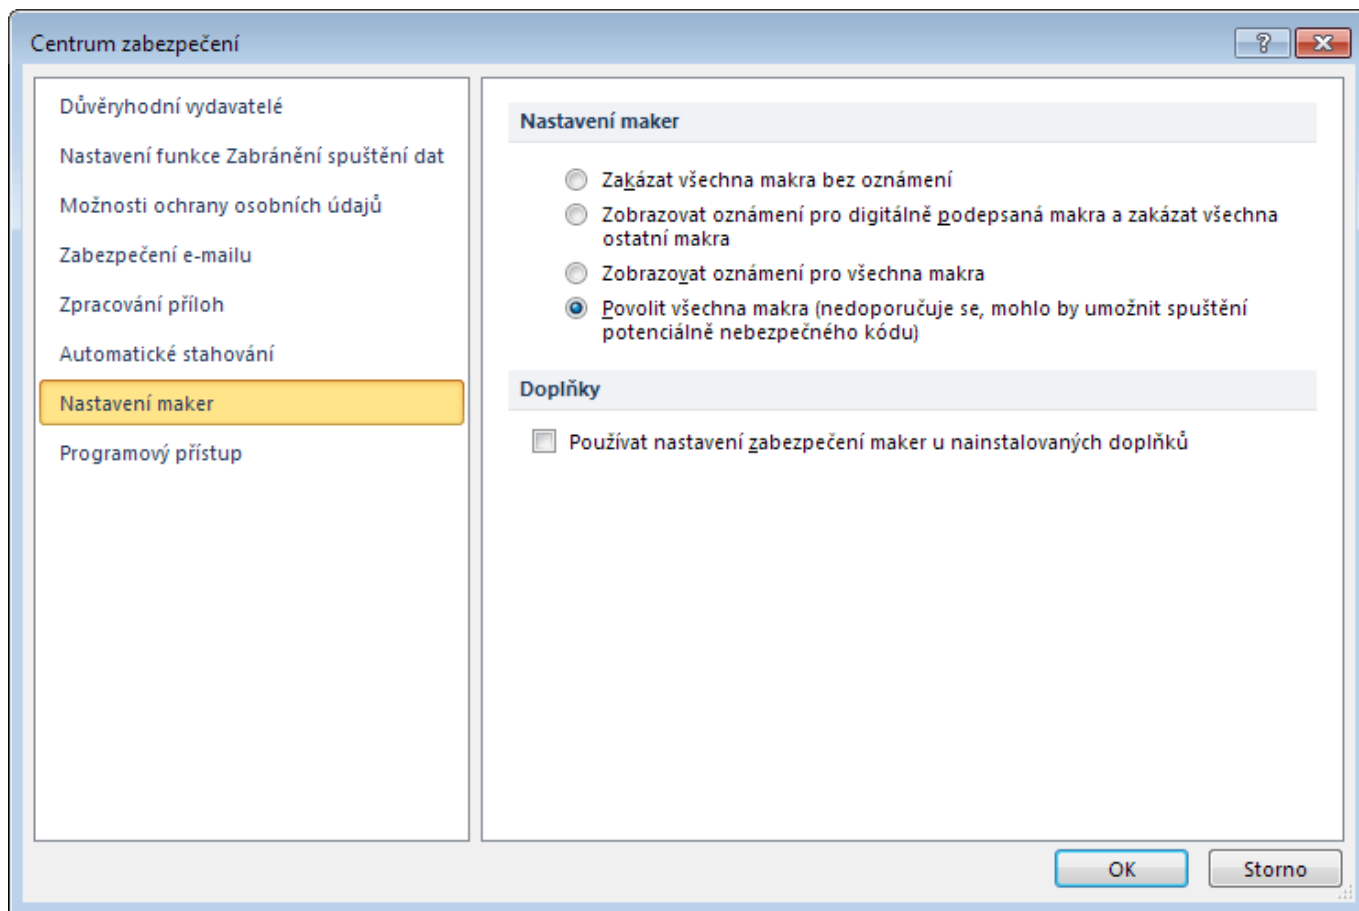 Centrum zabezpečení
Důvěryhodní vydavatelé
Nastavení funkce Zabránění spuštění dat
Možnosti ochrany osobních údajů
Zabezpečení e-mailu
Zpracování příloh
Automatické stahování
Nastavení maker
Programový přístup
Nastavení maker
Zakázat všechna makra bez oznámení
Zobrazovat oznámení pro digitálně podepsaná makra a zakázat všechna
ostatní makra
Zobrazovat oznámení pro všechna makra
Povolit všechna makra (nedoporučuje se, mohlo by umožnit spuštění
potenciálně nebezpečného kódu)
Doplňky
Používat nastavení zabezpečení maker u nainstalovaných doplňků
OK
Storno